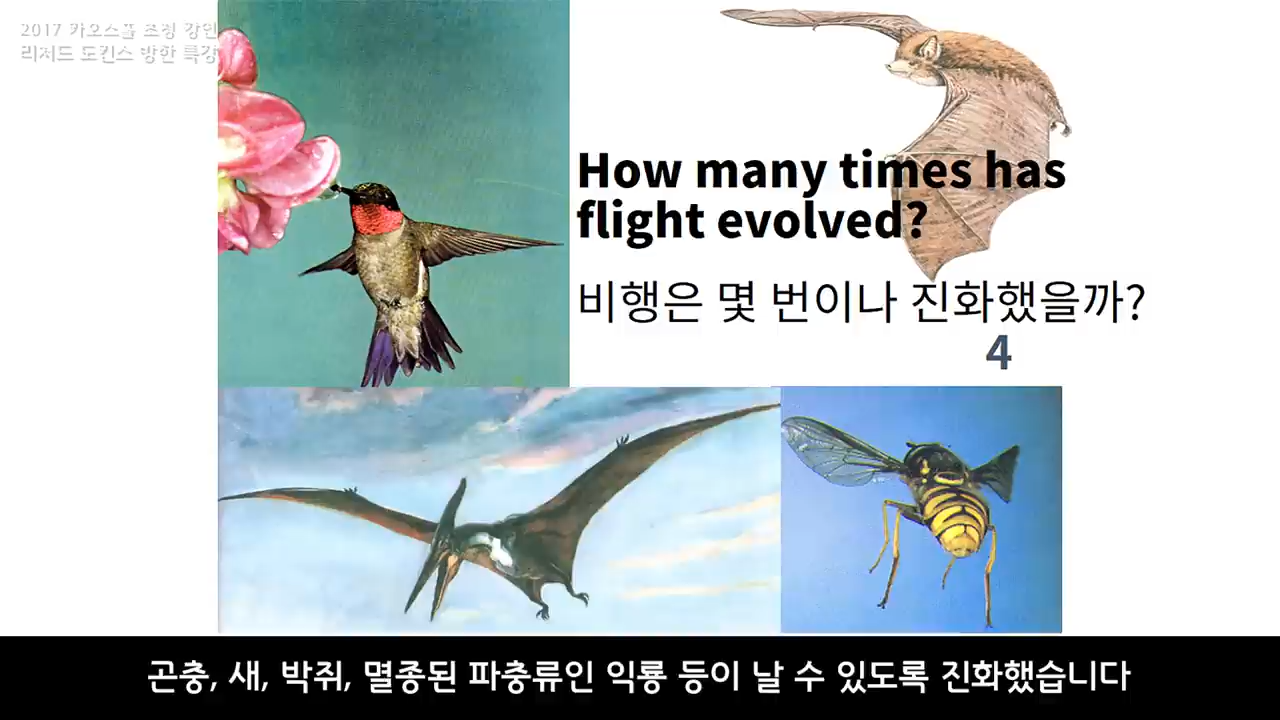 2017 카오스홀 초청 강연
리처드 도킨스 방한 특강
How many times has
flight evolved?
비행은 몇 번이나 진화했을까?
4
곤충, 새, 박쥐, 멸종된 파충류인 익룡 등이 날 수 있도록 진화했습니다